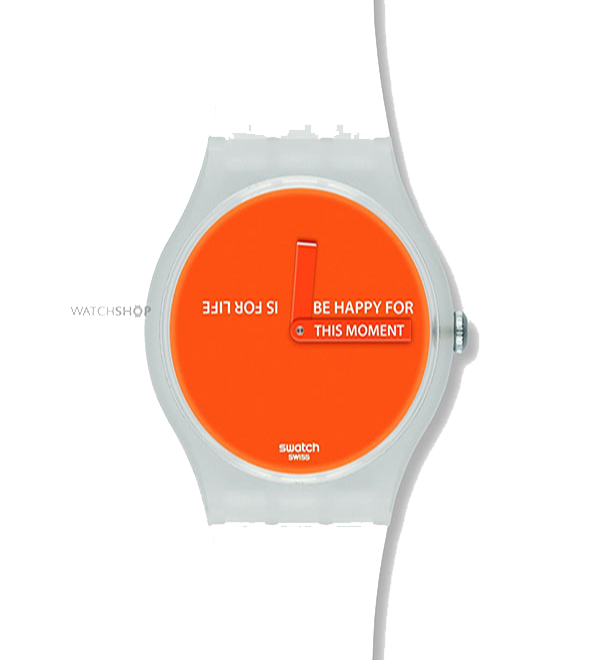 WATCHSHOP
IS FOR LIFE
BE HAPPY FOR
THIS MOMENT
swatch
SWISS